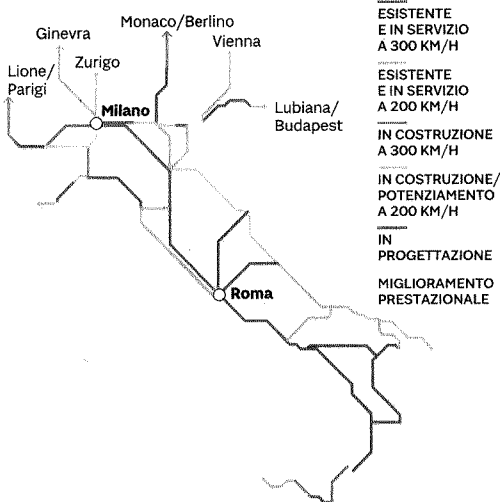 Monaco/Berlino
Ginevra
Vienna
Zurigo
Lione/
Parigi
Milano
Lubiana/
Budapest
Roma
ESISTENTE
E IN SERVIZIO
A 300 KM/H
ESISTENTE
E IN SERVIZIO
A 200 KM/H
IN COSTRUZIONE
A 300 KM/H
IN COSTRUZIONE/
POTENZIAMENTO
A 200 KM/H
IN
PROGETTAZIONE
MIGLIORAMENTO
PRESTAZIONALE